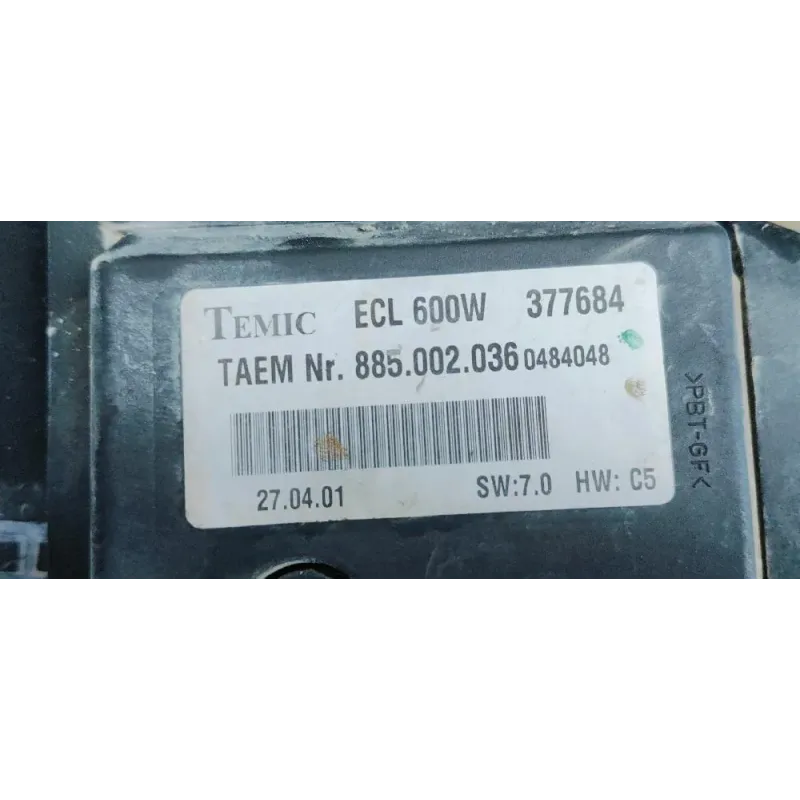 TEMIC ECL 600W 377684
TAEM Nr. 885.002.036 0484048
27.04.01 SW:7.0 HW: C5
>PBT-GF<